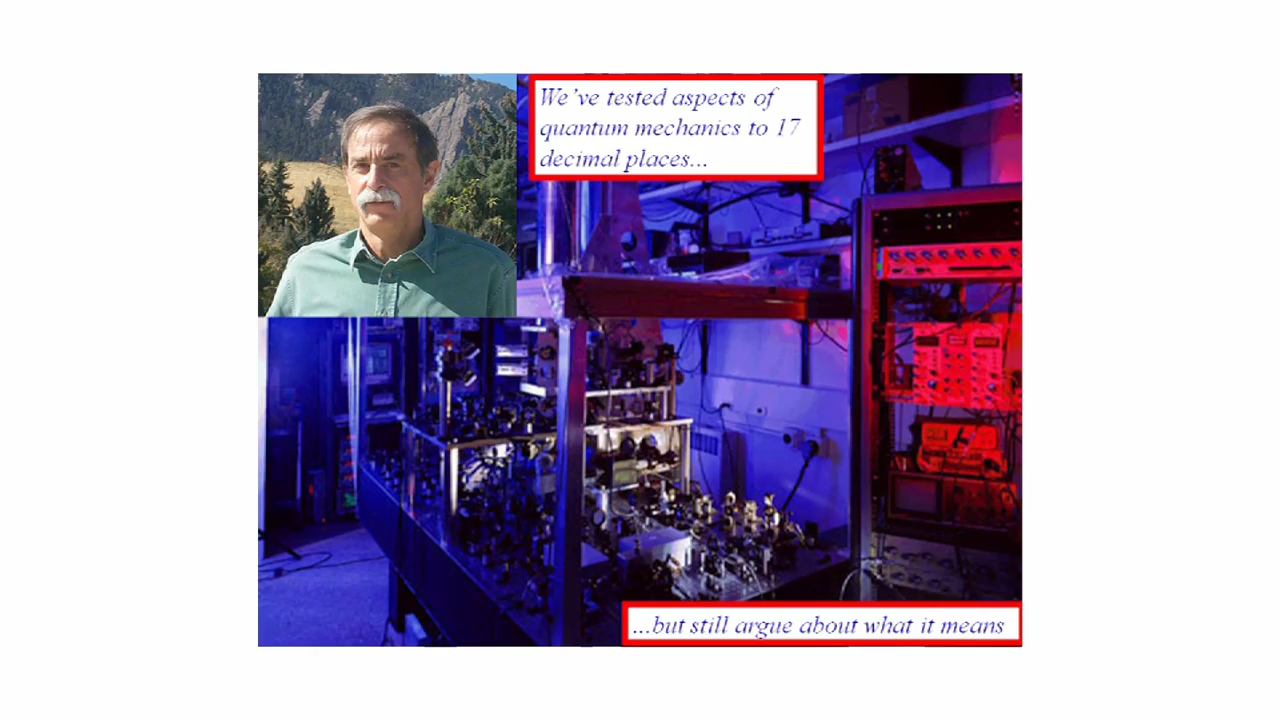 We've tested aspects of
quantum mechanics to 17
decimal places...
...but still argue about what it means